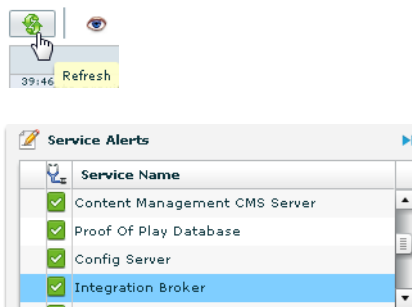 39:46
Refresh
Service Alerts
Service Name
Content Management CMS Server
Proof Of Play Database
Config Server
Integration Broker